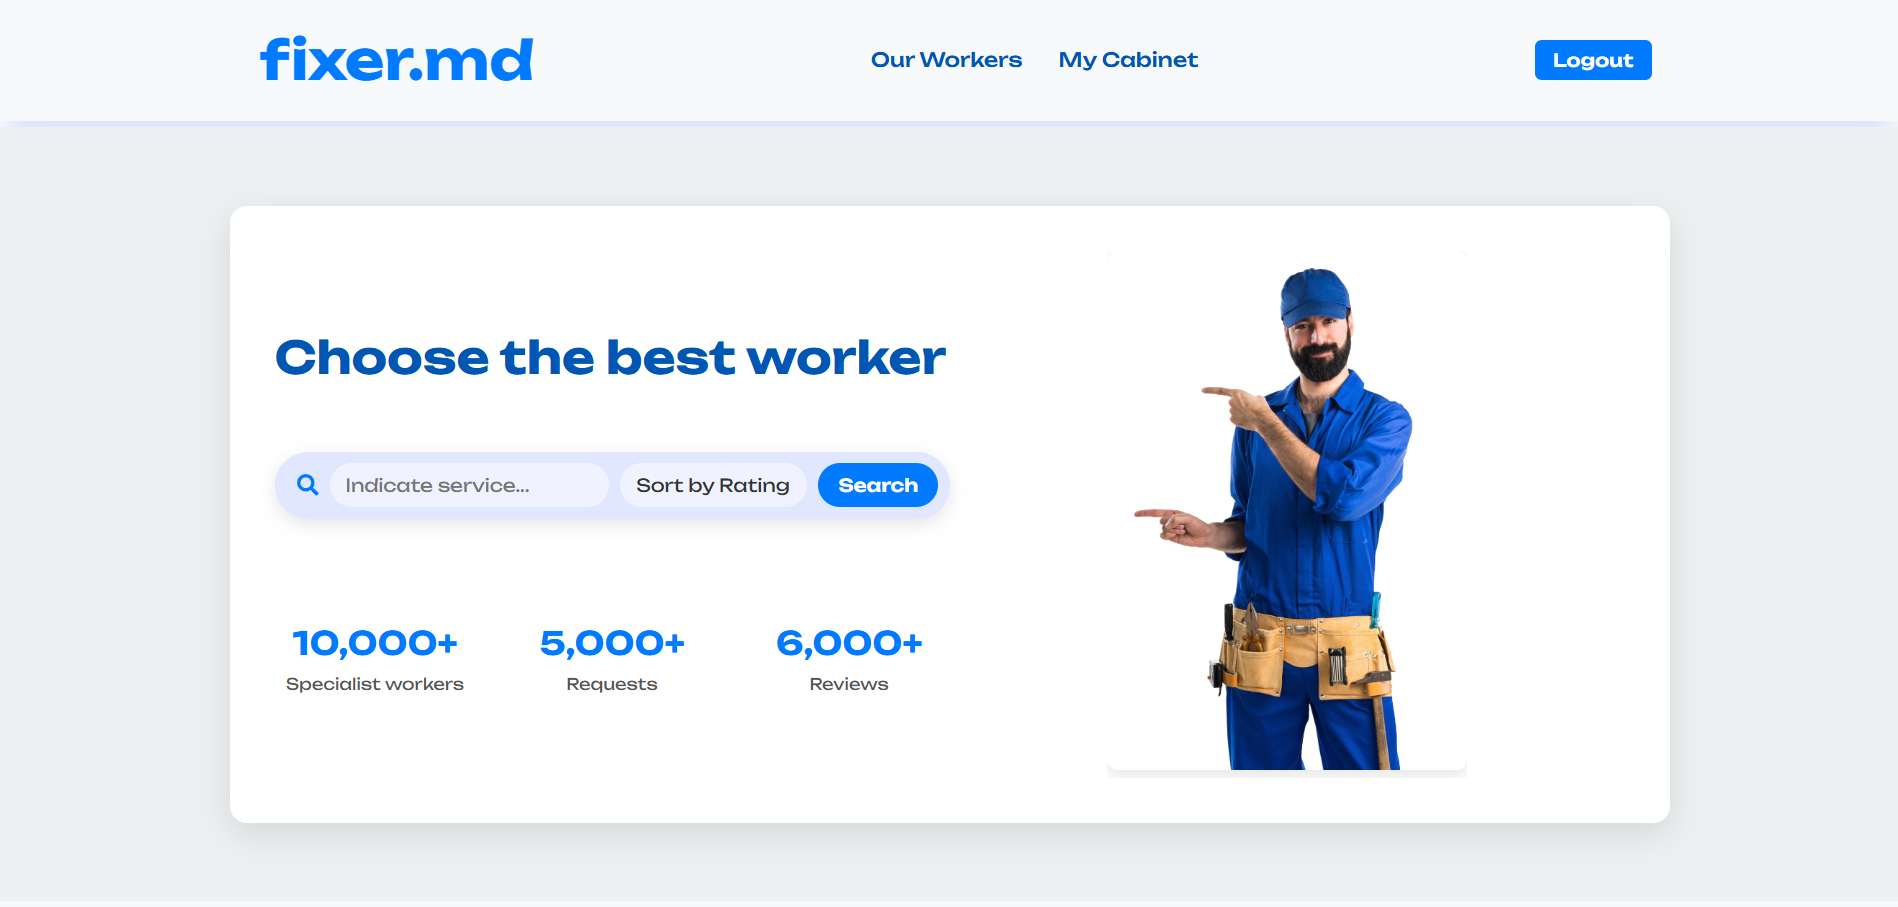 fixer.md
Our Workers
My Cabinet
Logout
Choose the best worker
Indicate service...
Sort by Rating
Search
10,000+
5,000+
6,000+
Specialist workers
Requests
Reviews